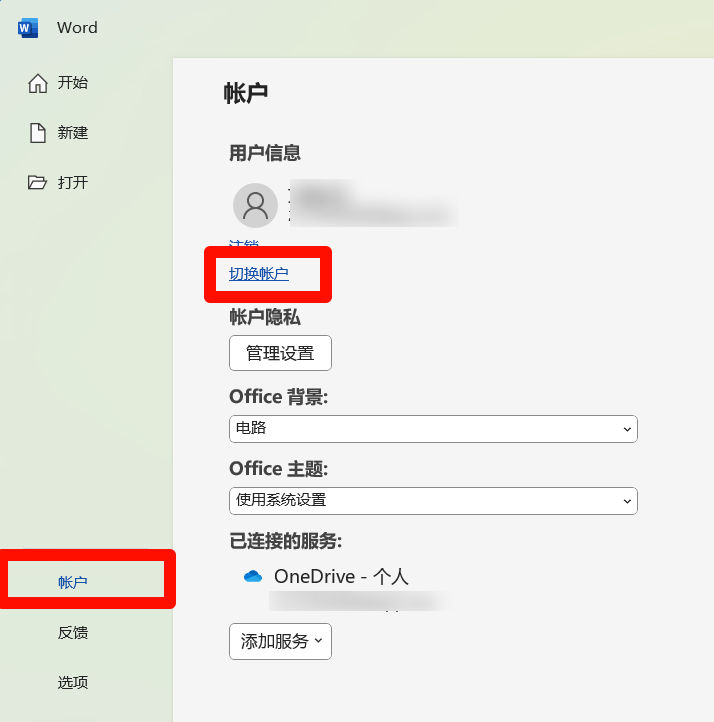 Word
开始
新建
打开
帐户
反馈
选项
帐户
用户信息
注销
切换帐户
帐户隐私
管理设置
Office 背景:
电路
Office 主题:
使用系统设置
已连接的服务:
OneDrive - 个人
添加服务